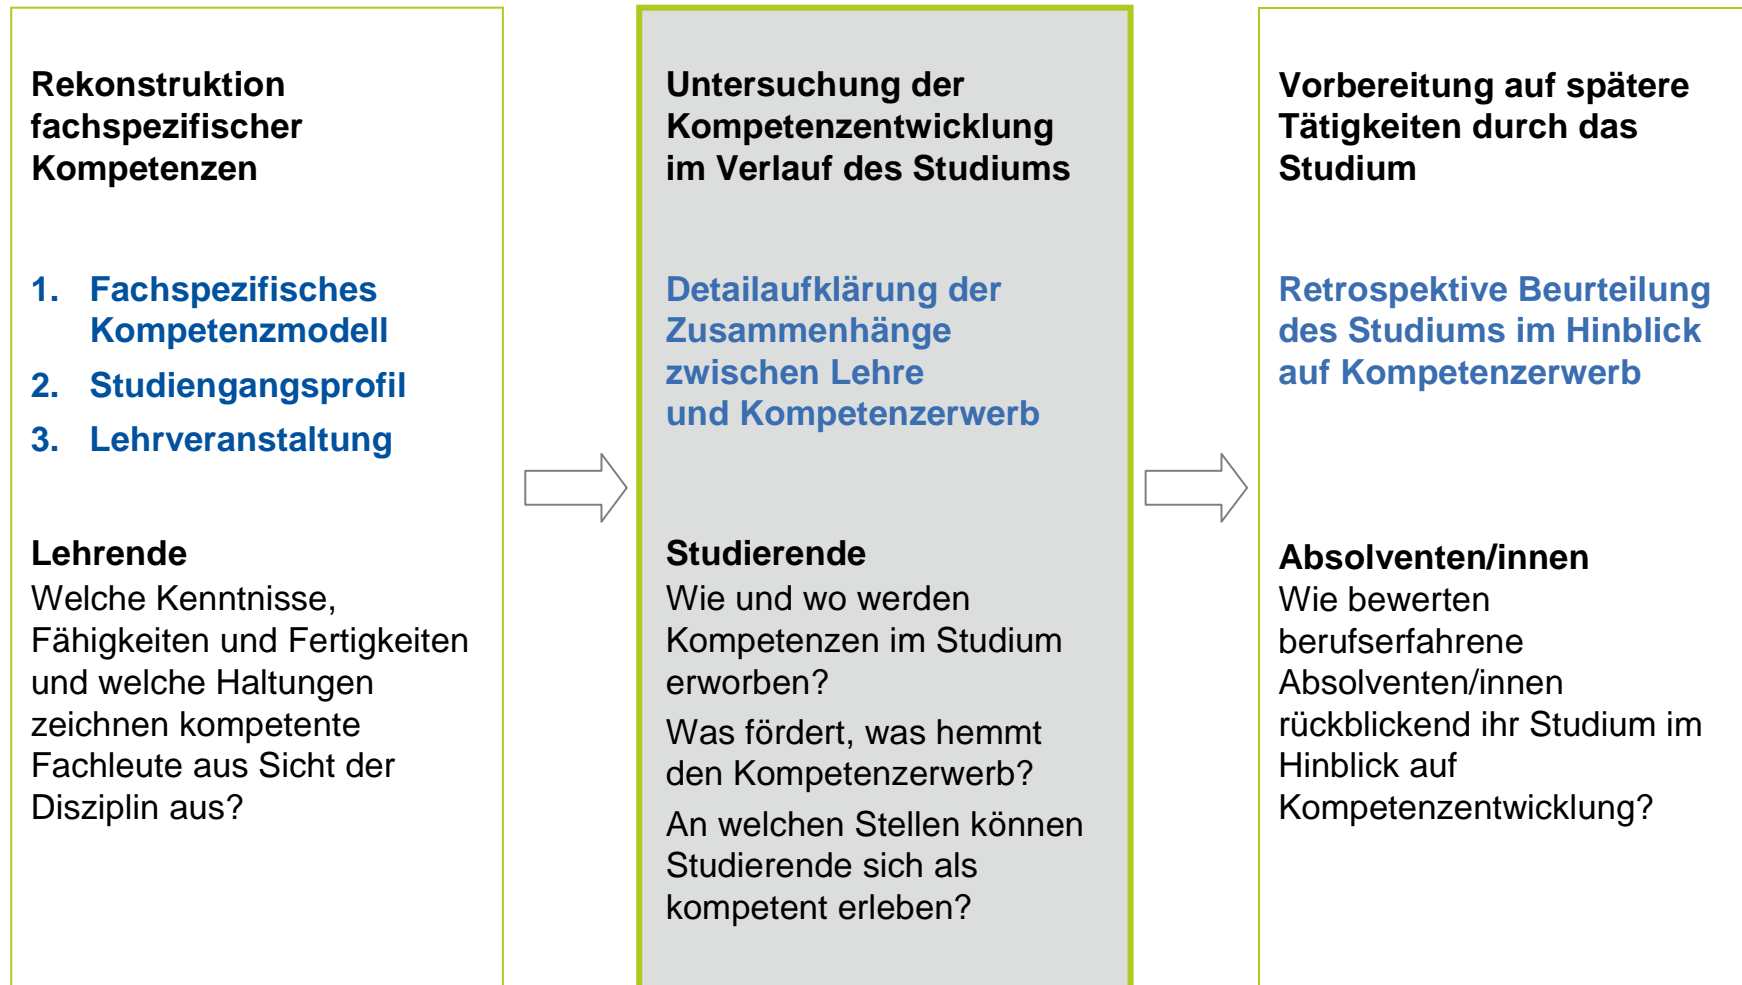 Rekonstruktion
fachspezifischer
Kompetenzen
1. Fachspezifisches
Kompetenzmodell
2. Studiengangsprofil
3. Lehrveranstaltung
Lehrende
Welche Kenntnisse,
Fähigkeiten und Fertigkeiten
und welche Haltungen
zeichnen kompetente
Fachleute aus Sicht der
Disziplin aus?
Untersuchung der
Kompetenzentwicklung
im Verlauf des Studiums
Detailaufklärung der
Zusammenhänge
zwischen Lehre
und Kompetenzerwerb
Studierende
Wie und wo werden
Kompetenzen im Studium
erworben?
Was fördert, was hemmt
den Kompetenzerwerb?
An welchen Stellen können
Studierende sich als
kompetent erleben?
Vorbereitung auf spätere
Tätigkeiten durch das
Studium
Retrospektive Beurteilung
des Studiums im Hinblick
auf Kompetenzerwerb
Absolventen/innen
Wie bewerten
berufserfahrene
Absolventen/innen
rückblickend ihr Studium im
Hinblick auf
Kompetenzentwicklung?